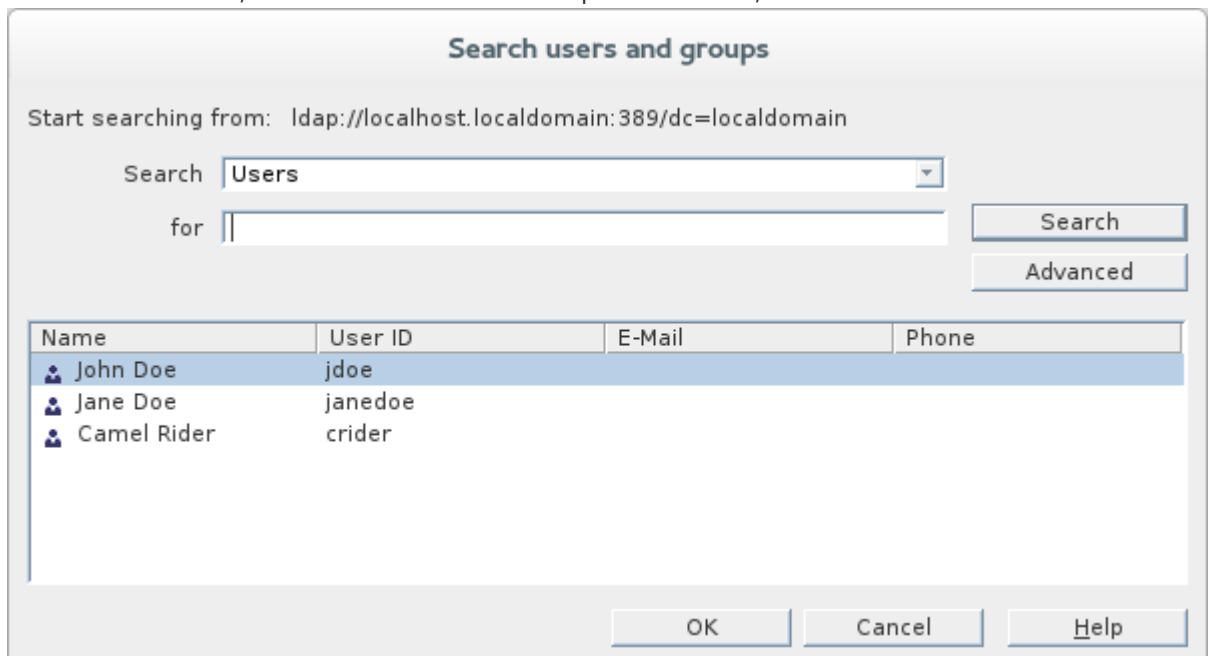 Search users and groups
Start searching from: ldap://localhost.localdomain:389/dc=localdomain
Search Users
for
Search
Advanced
Name User ID E-Mail Phone
John Doe jdoe
Jane Doe janedoe
Camel Rider crider
OK Cancel Help